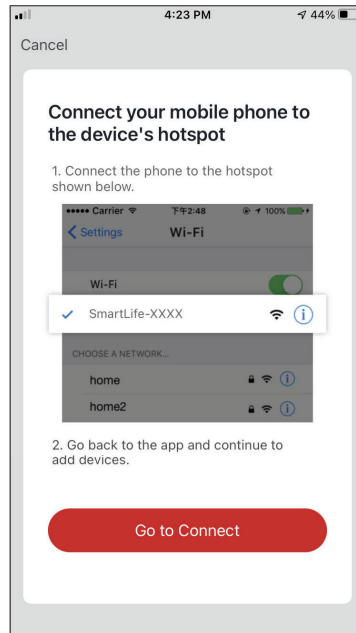 4:23 PM 44%
Cancel
Connect your mobile phone to
the device's hotspot
1. Connect the phone to the hotspot
shown below.
Carrier 下午2:48 100%
Settings Wi-Fi
Wi-Fi
SmartLife-XXXX
CHOOSE A NETWORK...
home
home2
2. Go back to the app and continue to
add devices.
Go to Connect